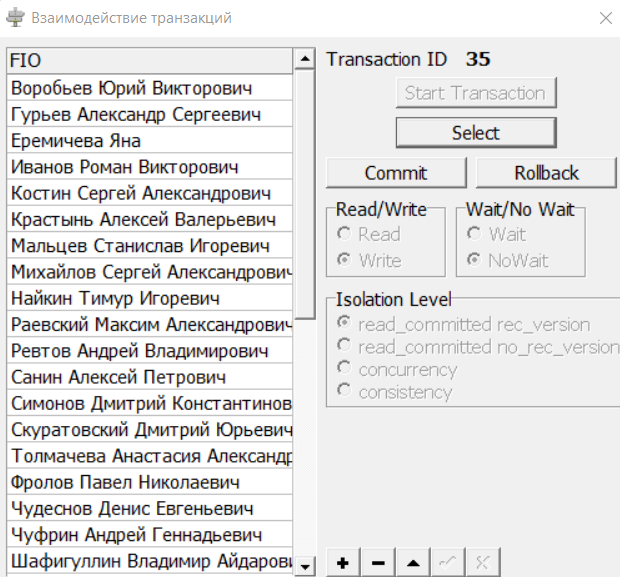 Взаимодействие транзакций
FIO
Воробьев Юрий Викторович
Гурьев Александр Сергеевич
Еремичева Яна
Иванов Роман Викторович
Костин Сергей Александрович
Крастынь Алексей Валерьевич
Мальцев Станислав Игоревич
Михайлов Сергей Александрович
Найкин Тимур Игоревич
Раевский Максим Александрович
Ревтов Андрей Владимирович
Санин Алексей Петрович
Симонов Дмитрий Константинов
Скуратовский Дмитрий Юрьевич
Толмачева Анастасия Александр
Фролов Павел Николаевич
Чудеснов Денис Евгеньевич
Чуфрин Андрей Геннадьевич
Шафигуллин Владимир Айдарови
Transaction ID 35
Start Transaction
Select
Commit Rollback
Read/Write Wait/No Wait
Read Wait
Write NoWait
Isolation Level
read_committed rec_version
read_committed no_rec_version
concurrency
consistency